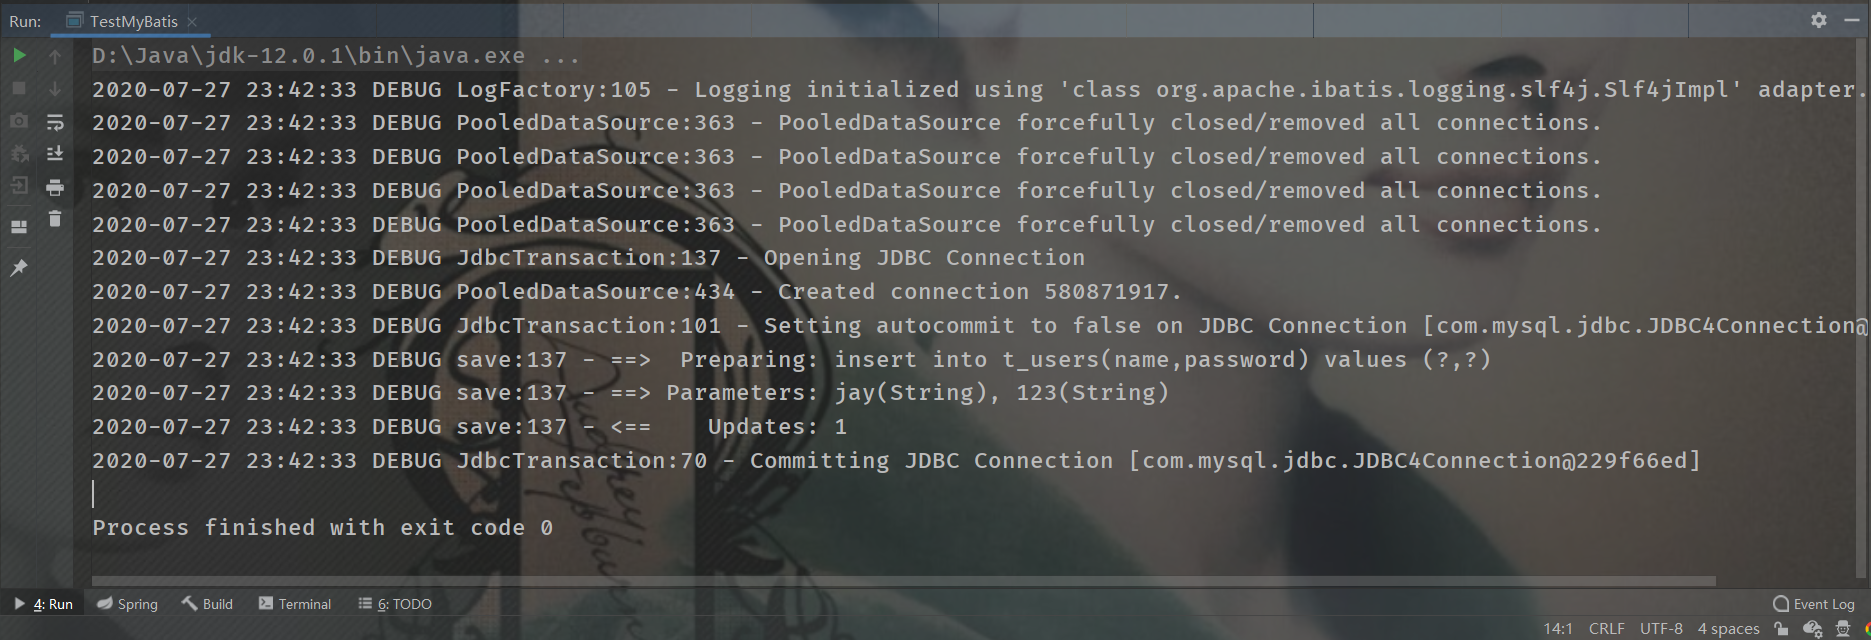 Run: TestMyBatis
D:\Java\jdk-12.0.1\bin\java.exe ...
2020-07-27 23:42:33 DEBUG LogFactory:105 - Logging initialized using 'class org.apache.ibatis.logging.slf4j.Slf4jImpl' adapter.
2020-07-27 23:42:33 DEBUG PooledDataSource:363 - PooledDataSource forcefully closed/removed all connections.
2020-07-27 23:42:33 DEBUG PooledDataSource:363 - PooledDataSource forcefully closed/removed all connections.
2020-07-27 23:42:33 DEBUG PooledDataSource:363 - PooledDataSource forcefully closed/removed all connections.
2020-07-27 23:42:33 DEBUG PooledDataSource:363 - PooledDataSource forcefully closed/removed all connections.
2020-07-27 23:42:33 DEBUG JdbcTransaction:137 - Opening JDBC Connection
2020-07-27 23:42:33 DEBUG PooledDataSource:434 - Created connection 580871917.
2020-07-27 23:42:33 DEBUG JdbcTransaction:101 - Setting autocommit to false on JDBC Connection [com.mysql.jdbc.JDBC4Connection@
2020-07-27 23:42:33 DEBUG save:137 - ==>  Preparing: insert into t_users(name,password) values (?,?)
2020-07-27 23:42:33 DEBUG save:137 - ==> Parameters: jay(String), 123(String)
2020-07-27 23:42:33 DEBUG save:137 - <==    Updates: 1
2020-07-27 23:42:33 DEBUG JdbcTransaction:70 - Committing JDBC Connection [com.mysql.jdbc.JDBC4Connection@229f66ed]
Process finished with exit code 0
4: Run Spring Build Terminal 6: TODO Event Log
14:1 CRLF UTF-8 4 spaces